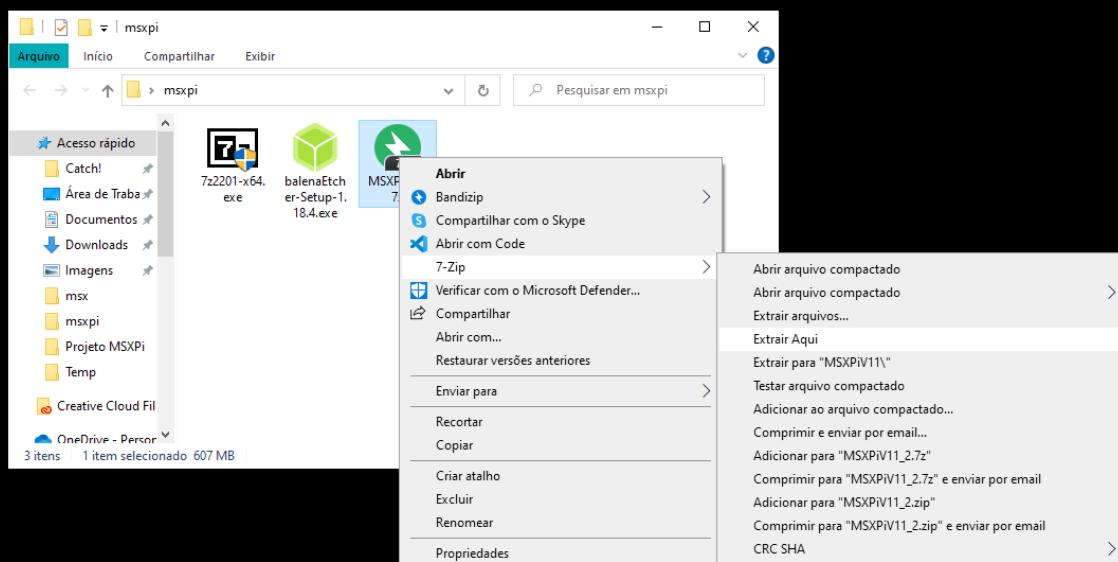 msxpi
Arquivo
Início
Compartilhar
Exibir
msxpi
Pesquisar em msxpi
Acesso rápido
Catch!
Área de Traba
Documentos
Downloads
Imagens
msx
msxpi
Projeto MSXPi
Temp
Creative Cloud Fil
OneDrive - Person
7z2201-x64.
exe
balenaEtch
er-Setup-1.
18.4.exe
MSXP
7z
3 itens
1 item selecionado 607 MB
Abrir
Bandizip
Compartilhar com o Skype
Abrir com Code
7-Zip
Verificar com o Microsoft Defender...
Compartilhar
Abrir com...
Restaurar versões anteriores
Enviar para
Recortar
Copiar
Criar atalho
Excluir
Renomear
Propriedades
Abrir arquivo compactado
Abrir arquivo compactado
Extrair arquivos...
Extrair Aqui
Extrair para "MSXPiV11\"
Testar arquivo compactado
Adicionar ao arquivo compactado...
Comprimir e enviar por email...
Adicionar para "MSXPiV11_2.7z"
Comprimir para "MSXPiV11_2.7z" e enviar por email
Adicionar para "MSXPiV11_2.zip"
Comprimir para "MSXPiV11_2.zip" e enviar por email
CRC SHA